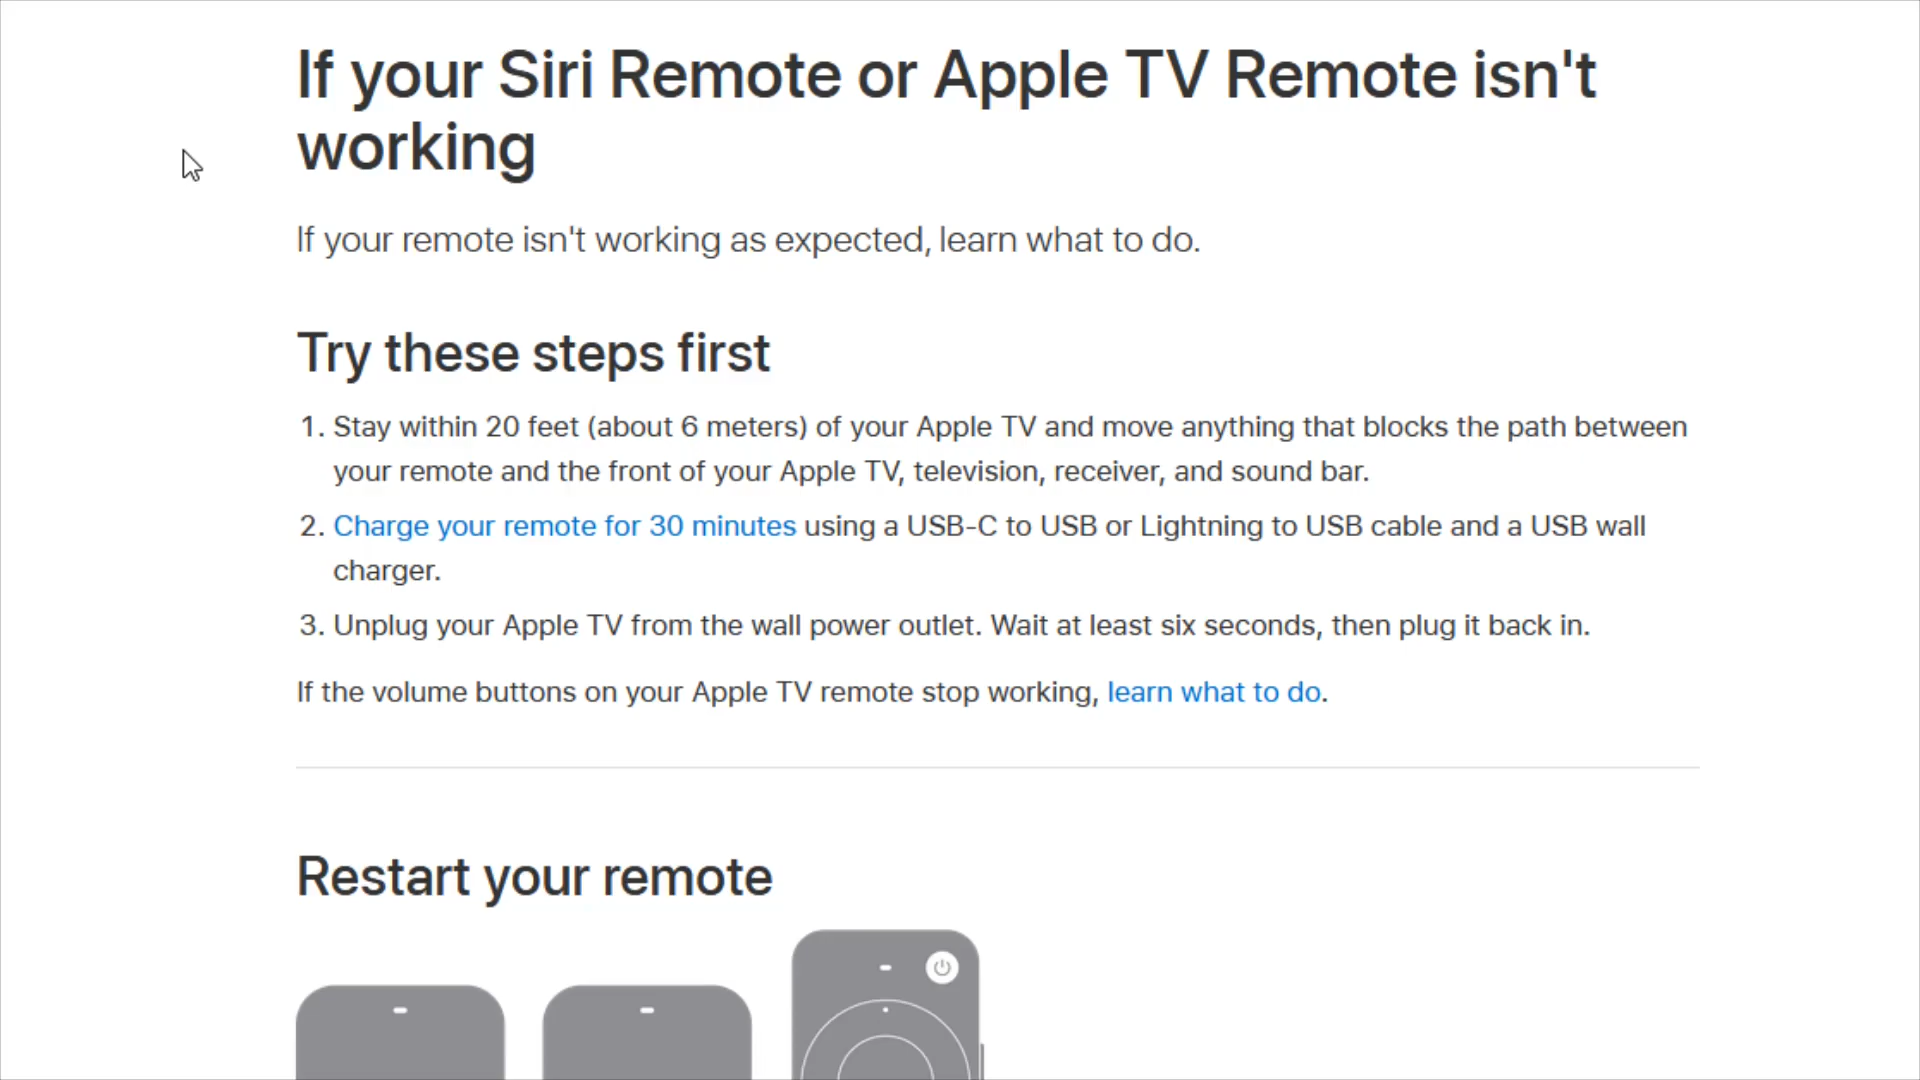 If your Siri Remote or Apple TV Remote isn't
working
If your remote isn't working as expected, learn what to do.
Try these steps first
1. Stay within 20 feet (about 6 meters) of your Apple TV and move anything that blocks the path between
your remote and the front of your Apple TV, television, receiver, and sound bar.
2. Charge your remote for 30 minutes using a USB-C to USB or Lightning to USB cable and a USB wall
charger.
3. Unplug your Apple TV from the wall power outlet. Wait at least six seconds, then plug it back in.
If the volume buttons on your Apple TV remote stop working, learn what to do.
Restart your remote